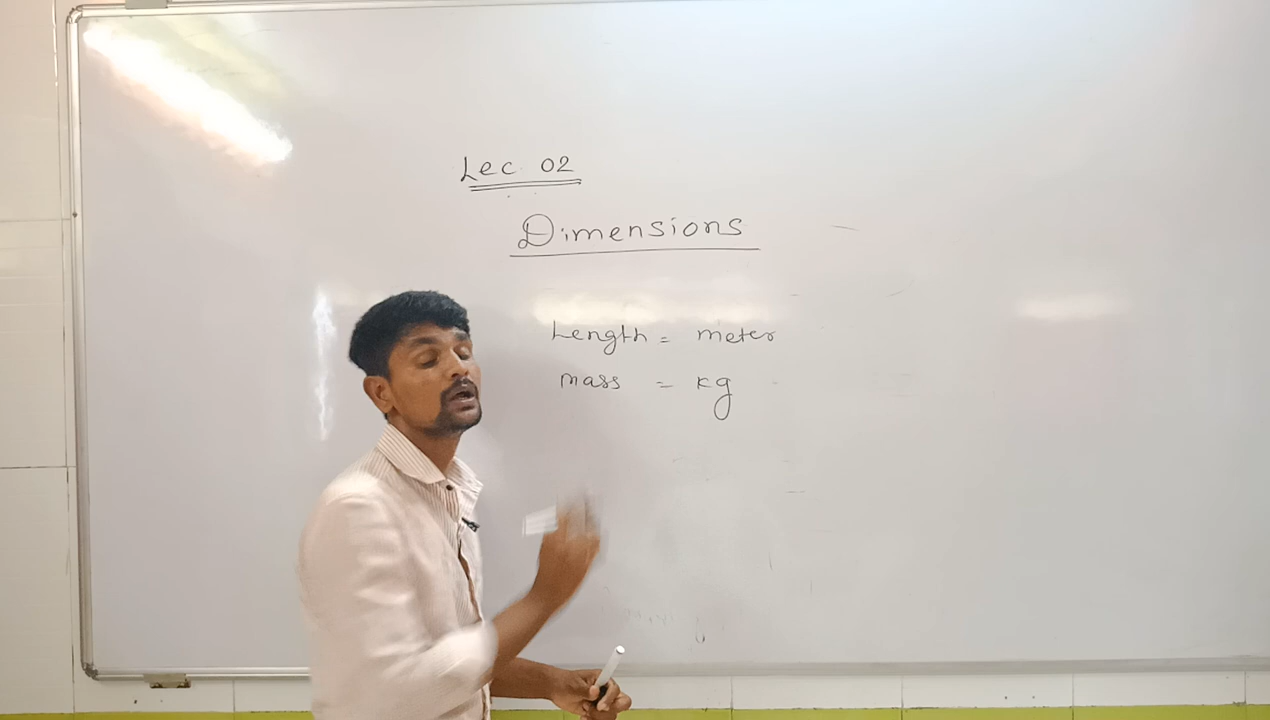 Lec 02
Dimensions
Length = meter
mass = kg